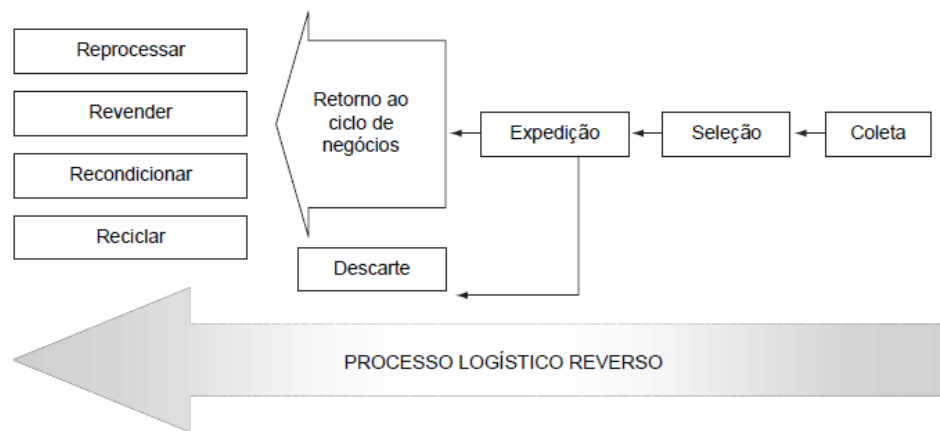 Reprocessar
Revender
Recondicionar
Reciclar
Retorno ao
ciclo de
negócios
Expedição
Seleção
Coleta
Descarte
PROCESSO LOGÍSTICO REVERSO